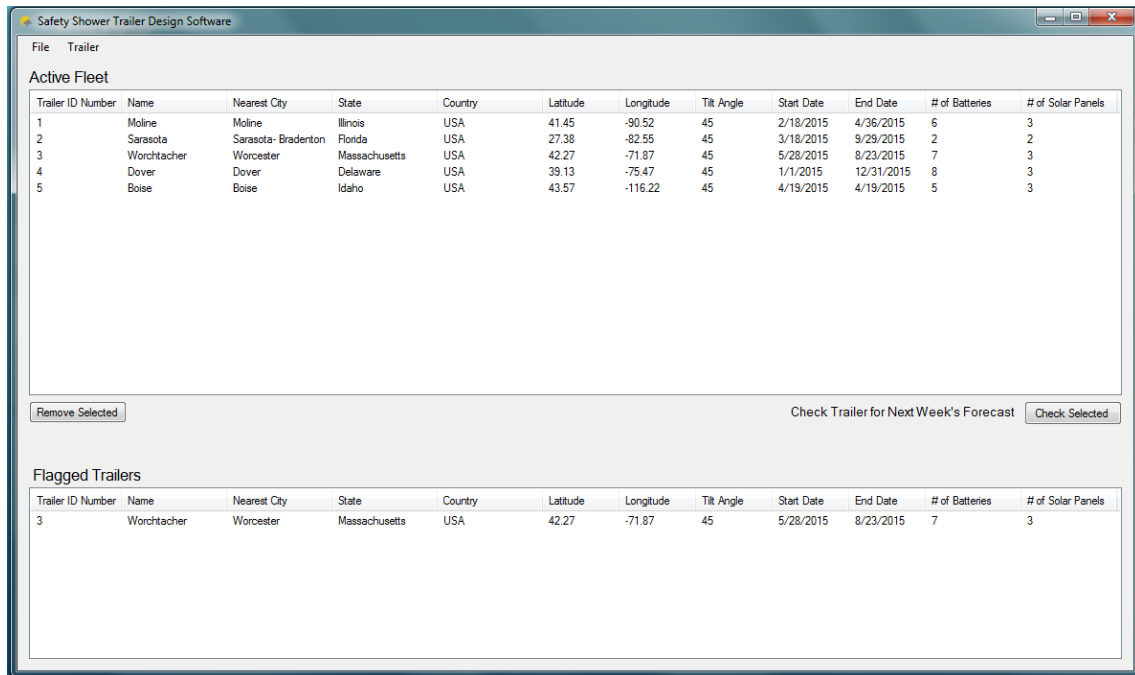 Safety Shower Trailer Design Software
File Trailer
Active Fleet
Trailer ID Number Name Nearest City State Country Latitude Longitude Tilt Angle Start Date End Date # of Batteries # of Solar Panels
1 Moline Moline Illinois USA 41.45 -90.52 45 2/18/2015 4/36/2015 6 3
2 Sarasota Sarasota- Bradenton Florida USA 27.38 -82.55 45 3/18/2015 9/29/2015 2 2
3 Worchtacher Worcester Massachusetts USA 42.27 -71.87 45 5/28/2015 8/23/2015 7 3
4 Dover Dover Delaware USA 39.13 -75.47 45 1/1/2015 12/31/2015 8 3
5 Boise Boise Idaho USA 43.57 -116.22 45 4/19/2015 4/19/2015 5 3
Remove Selected Check Trailer for Next Week's Forecast Check Selected
Flagged Trailers
Trailer ID Number Name Nearest City State Country Latitude Longitude Tilt Angle Start Date End Date # of Batteries # of Solar Panels
3 Worchtacher Worcester Massachusetts USA 42.27 -71.87 45 5/28/2015 8/23/2015 7 3